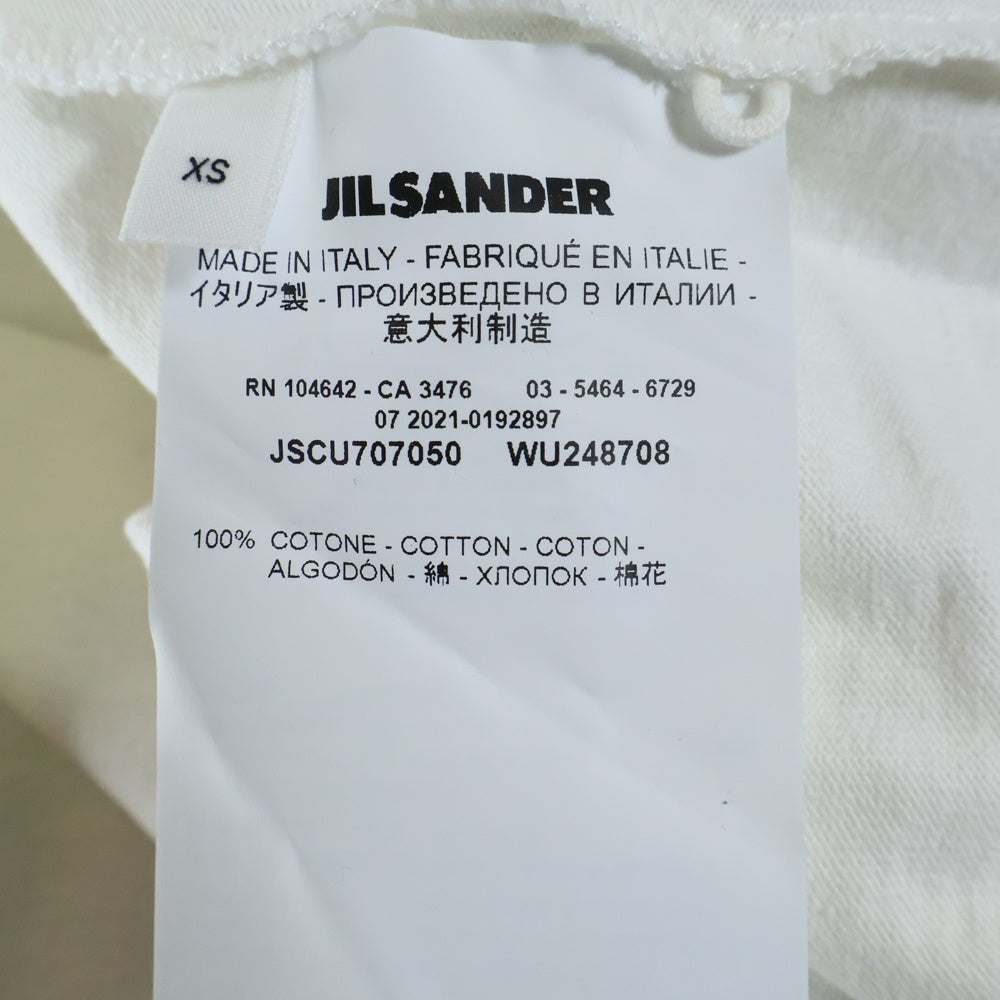 XS
JIL SANDER
MADE IN ITALY - FABRIQUÉ EN ITALIE -
イタリア製 - ПРОИЗВЕДЕНО В ИТАЛИИ -
意大利制造
RN 104642 - CA 3476 03 - 5464 - 6729
07 2021-0192897
JSCU707050 WU248708
100% COTONE - COTTON - COTON -
ALGODÓN - 綿 - ХЛОПОК - 棉花